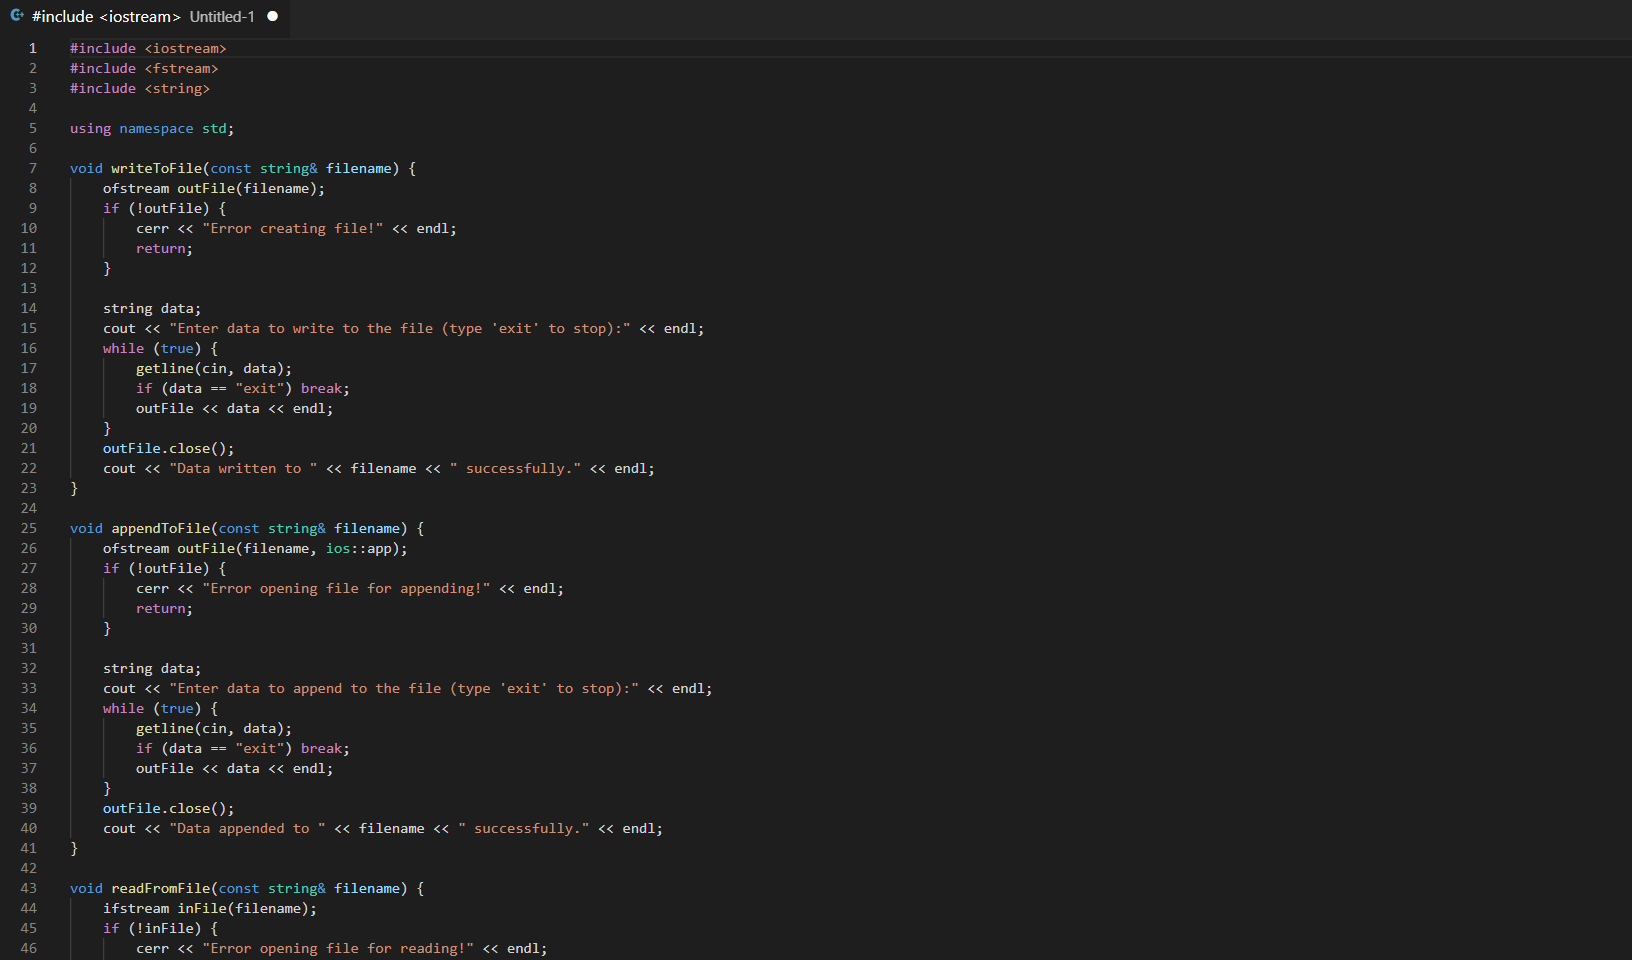 #include <iostream> Untitled-1
1 #include <iostream>
2 #include <fstream>
3 #include <string>
4
5 using namespace std;
6
7 void writeToFile(const string& filename) {
8     ofstream outFile(filename);
9     if (!outFile) {
10         cerr << "Error creating file!" << endl;
11         return;
12     }
13
14     string data;
15     cout << "Enter data to write to the file (type 'exit' to stop):" << endl;
16     while (true) {
17         getline(cin, data);
18         if (data == "exit") break;
19         outFile << data << endl;
20     }
21     outFile.close();
22     cout << "Data written to " << filename << " successfully." << endl;
23 }
24
25 void appendToFile(const string& filename) {
26     ofstream outFile(filename, ios::app);
27     if (!outFile) {
28         cerr << "Error opening file for appending!" << endl;
29         return;
30     }
31
32     string data;
33     cout << "Enter data to append to the file (type 'exit' to stop):" << endl;
34     while (true) {
35         getline(cin, data);
36         if (data == "exit") break;
37         outFile << data << endl;
38     }
39     outFile.close();
40     cout << "Data appended to " << filename << " successfully." << endl;
41 }
42
43 void readFromFile(const string& filename) {
44     ifstream inFile(filename);
45     if (!inFile) {
46         cerr << "Error opening file for reading!" << endl;